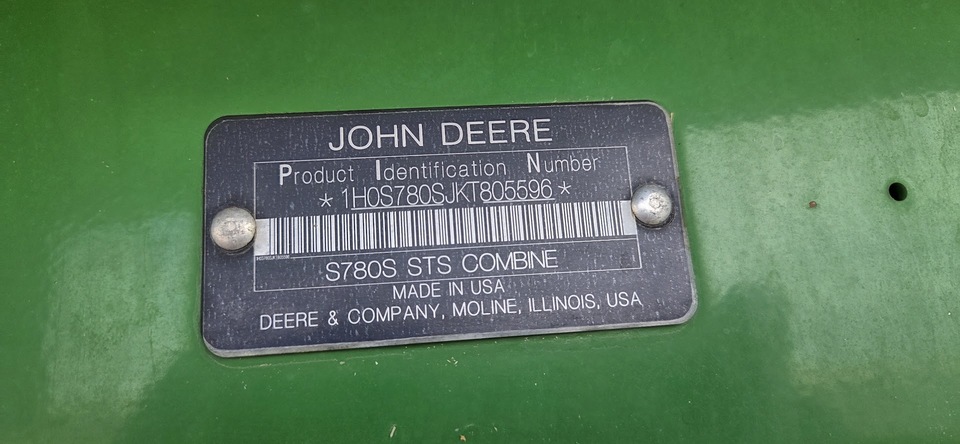 JOHN DEERE
Product Identification Number
* 1H0S780SJKT805596 *
S780S STS COMBINE
MADE IN USA
DEERE & COMPANY, MOLINE, ILLINOIS, USA